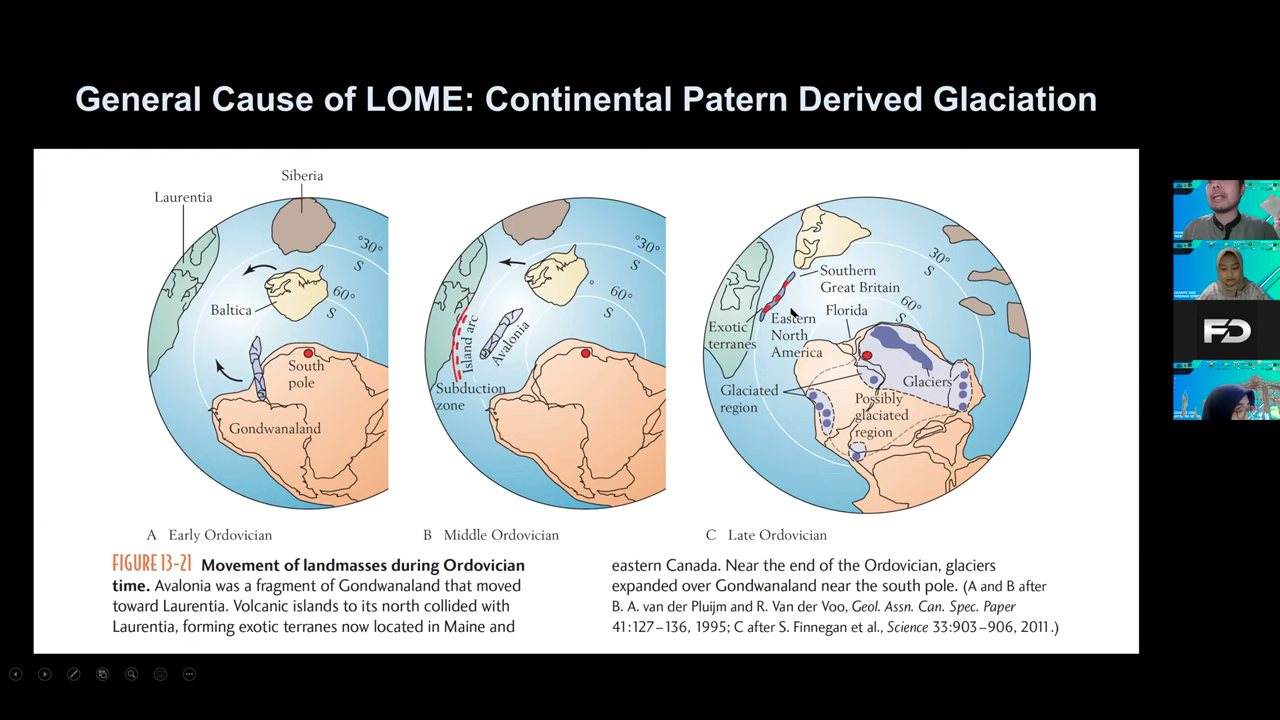 General Cause of LOME: Continental Patern Derived Glaciation
Siberia
Laurentia
°30°
S
60°
S
Baltica
South
pole
Gondwanaland
A Early Ordovician
°30°
S
° 60°
S
Island arc
Avalonia
Subduction
zone
B Middle Ordovician
30°
S
60°
S
Southern
Great Britain
Florida
Eastern
North
America
Exotic
terranes
Glaciated
region
Glaciers
Possibly
glaciated
region
C Late Ordovician
FIGURE 13-21 Movement of landmasses during Ordovician
time. Avalonia was a fragment of Gondwanaland that moved
toward Laurentia. Volcanic islands to its north collided with
Laurentia, forming exotic terranes now located in Maine and
eastern Canada. Near the end of the Ordovician, glaciers
expanded over Gondwanaland near the south pole. (A and B after
B. A. van der Pluijm and R. Van der Voo, Geol. Assn. Can. Spec. Paper
41:127–136, 1995; C after S. Finnegan et al., Science 33:903–906, 2011.)
FD